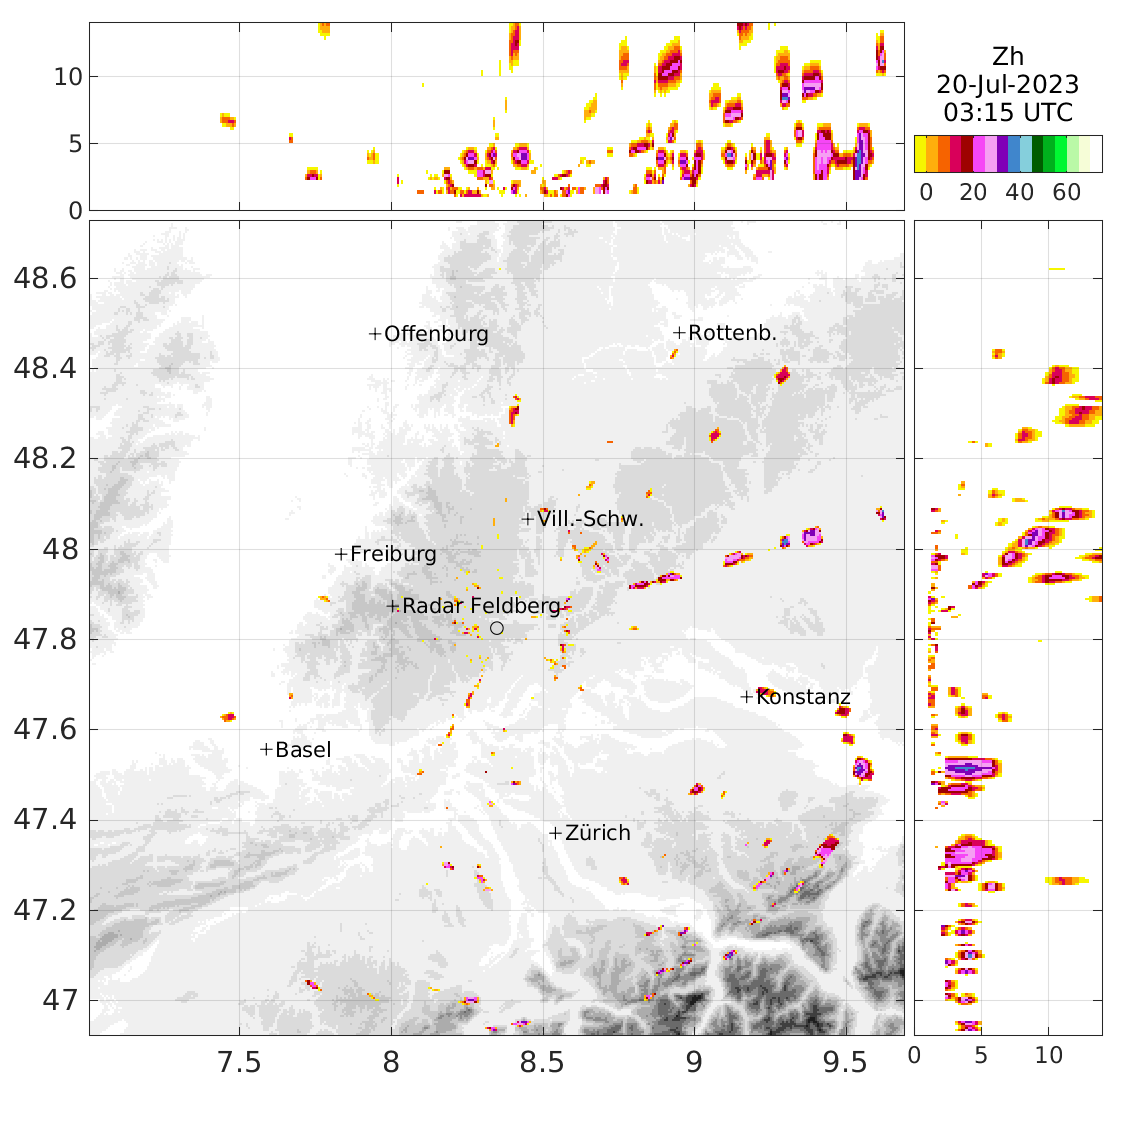 10
5
0
Zh
20-Jul-2023
03:15 UTC
0 20 40 60
48.6
48.4
48.2
48
47.8
47.6
47.4
47.2
47
+Offenburg
+Rottenb.
+Vill.-Schw.
+Freiburg
+Radar Feldberg
+Konstanz
+Basel
+Zürich
7.5 8 8.5 9 9.5
0 5 10